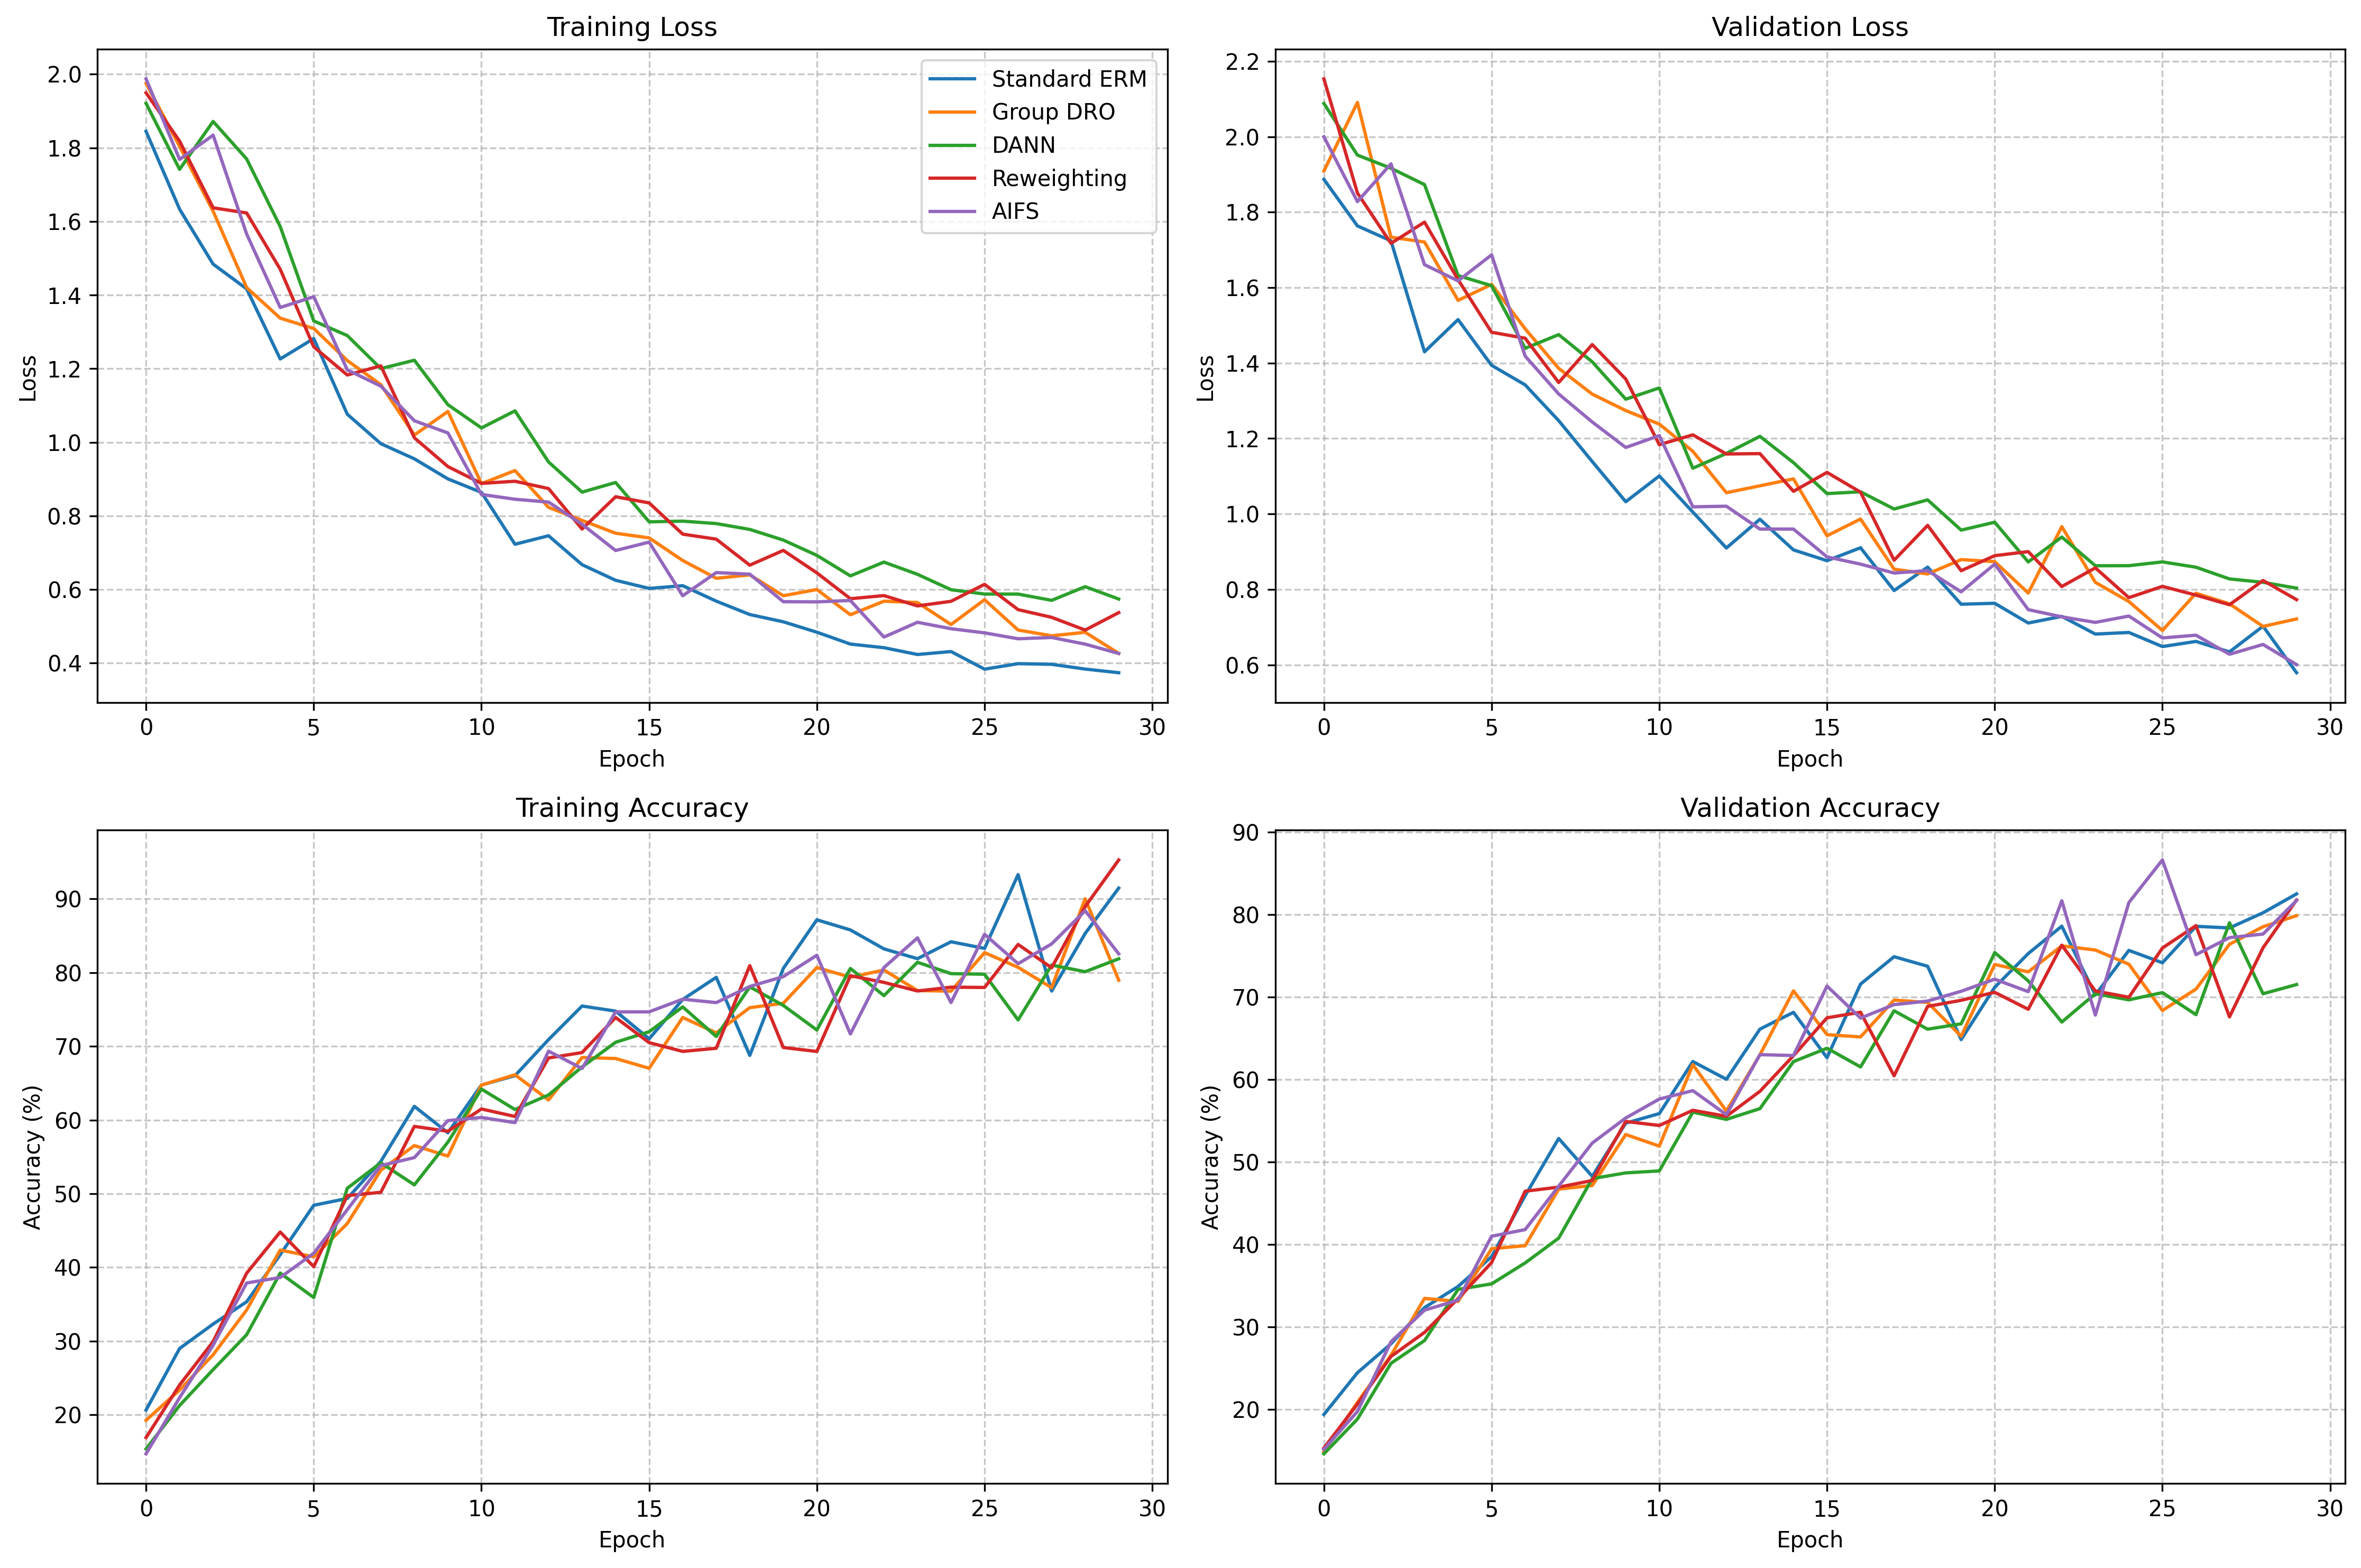 Training Loss
2.0
1.8
1.6
1.4
1.2
1.0
0.8
0.6
0.4
Loss
0 5 10 15 20 25 30
Epoch
Standard ERM
Group DRO
DANN
Reweighting
AIFS
Validation Loss
2.2
2.0
1.8
1.6
1.4
1.2
1.0
0.8
0.6
Loss
0 5 10 15 20 25 30
Epoch
Training Accuracy
90
80
70
60
50
40
30
20
Accuracy (%)
0 5 10 15 20 25 30
Epoch
Validation Accuracy
90
80
70
60
50
40
30
20
Accuracy (%)
0 5 10 15 20 25 30
Epoch